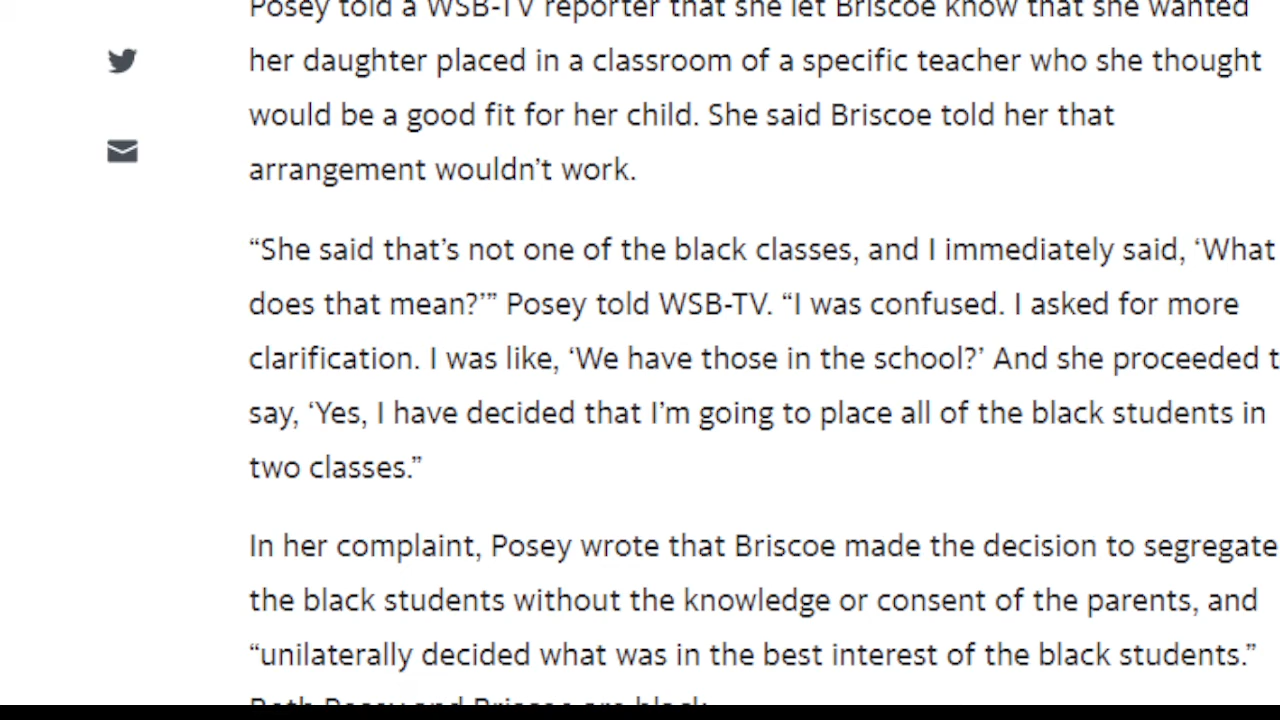 Posey told a WSB-TV reporter that she let Briscoe know that she wanted
her daughter placed in a classroom of a specific teacher who she thought
would be a good fit for her child. She said Briscoe told her that
arrangement wouldn’t work.
“She said that’s not one of the black classes, and I immediately said, ‘What
does that mean?’” Posey told WSB-TV. “I was confused. I asked for more
clarification. I was like, ‘We have those in the school?’ And she proceeded t
say, ‘Yes, I have decided that I’m going to place all of the black students in
two classes.”
In her complaint, Posey wrote that Briscoe made the decision to segregate
the black students without the knowledge or consent of the parents, and
“unilaterally decided what was in the best interest of the black students.”
Both Posey and Briscoe are black.